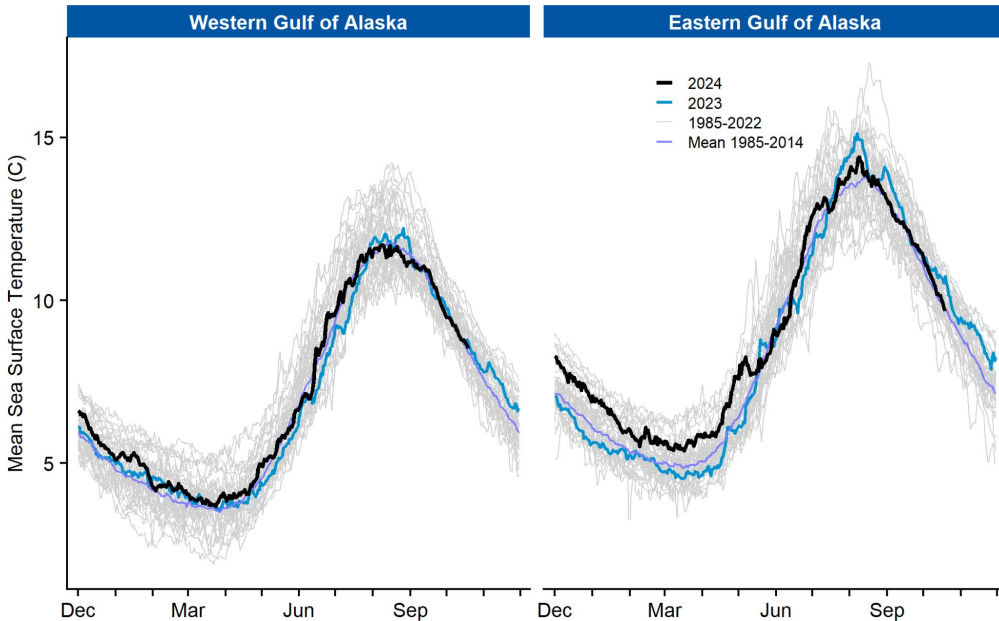 Western Gulf of Alaska
Eastern Gulf of Alaska
2024
2023
1985-2022
Mean 1985-2014
Mean Sea Surface Temperature (C)
15
10
5
Dec Mar Jun Sep
Dec Mar Jun Sep